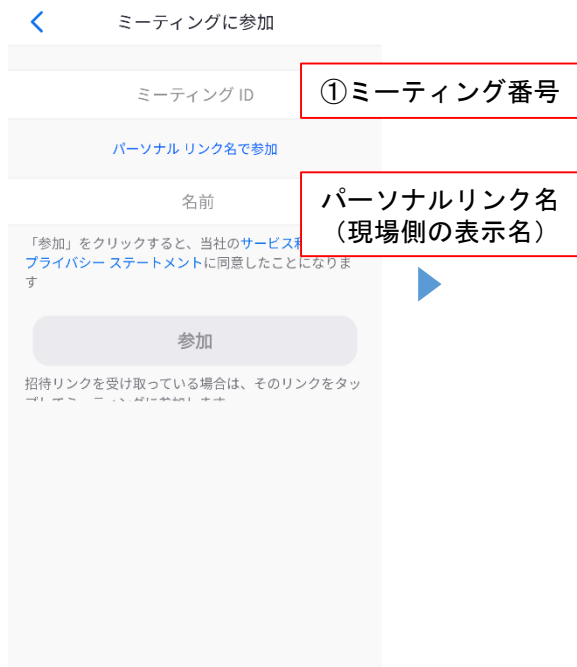 ミーティングに参加
ミーティング ID
①ミーティング番号
パーソナル リンク名で参加
名前
パーソナルリンク名
（現場側の表示名）
「参加」をクリックすると、当社のサービス
プライバシー ステートメントに同意したことになりま
す
参加
招待リンクを受け取っている場合は、そのリンクをタッ